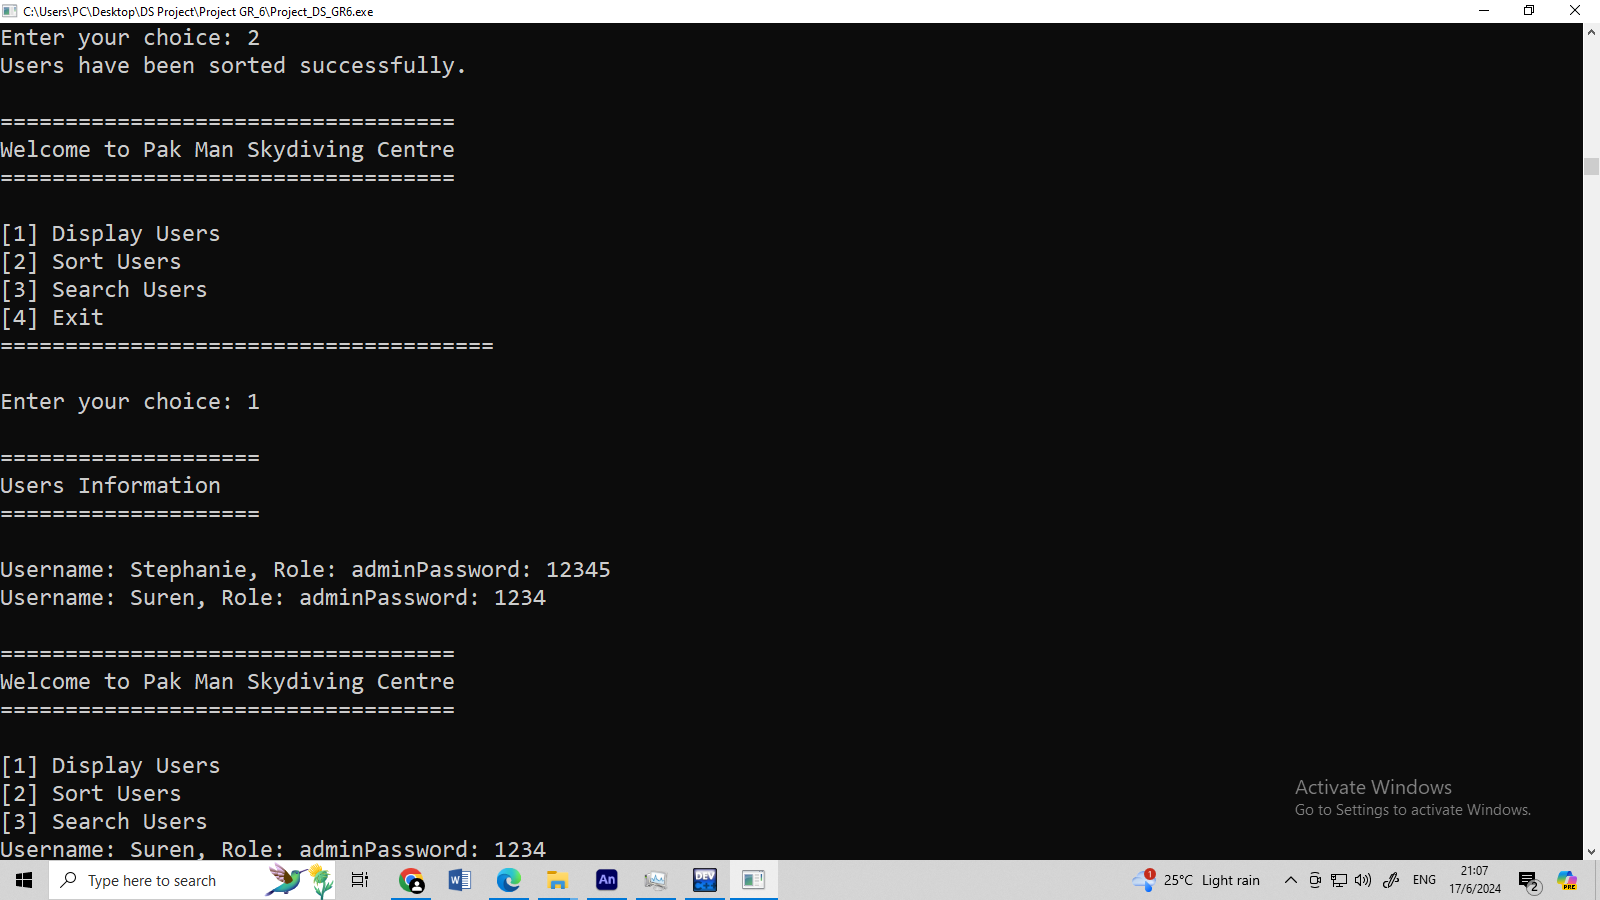 C:\Users\PC\Desktop\DS Project\Project GR_6\Project_DS_GR6.exe
Enter your choice: 2
Users have been sorted successfully.
===================================
Welcome to Pak Man Skydiving Centre
===================================
[1] Display Users
[2] Sort Users
[3] Search Users
[4] Exit
======================================
Enter your choice: 1
====================
Users Information
====================
Username: Stephanie, Role: adminPassword: 12345
Username: Suren, Role: adminPassword: 1234
===================================
Welcome to Pak Man Skydiving Centre
===================================
[1] Display Users
[2] Sort Users
[3] Search Users
Username: Suren, Role: adminPassword: 1234
Activate Windows
Go to Settings to activate Windows.
Type here to search
W
An
DEV
1
25°C Light rain
ENG
21:07
17/6/2024
2
PRE